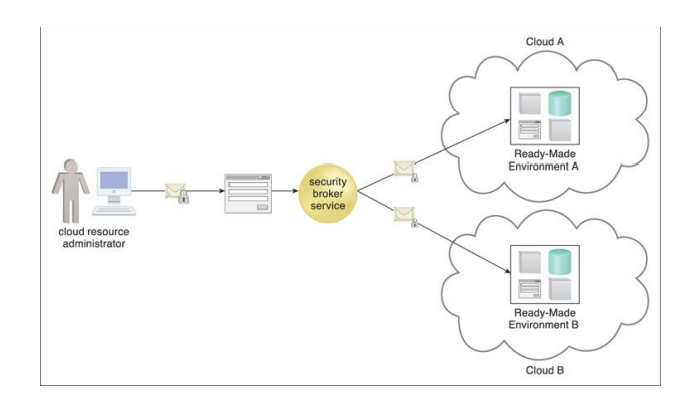 Cloud A
Ready-Made
Environment A
security
broker
service
cloud resource
administrator
Ready-Made
Environment B
Cloud B